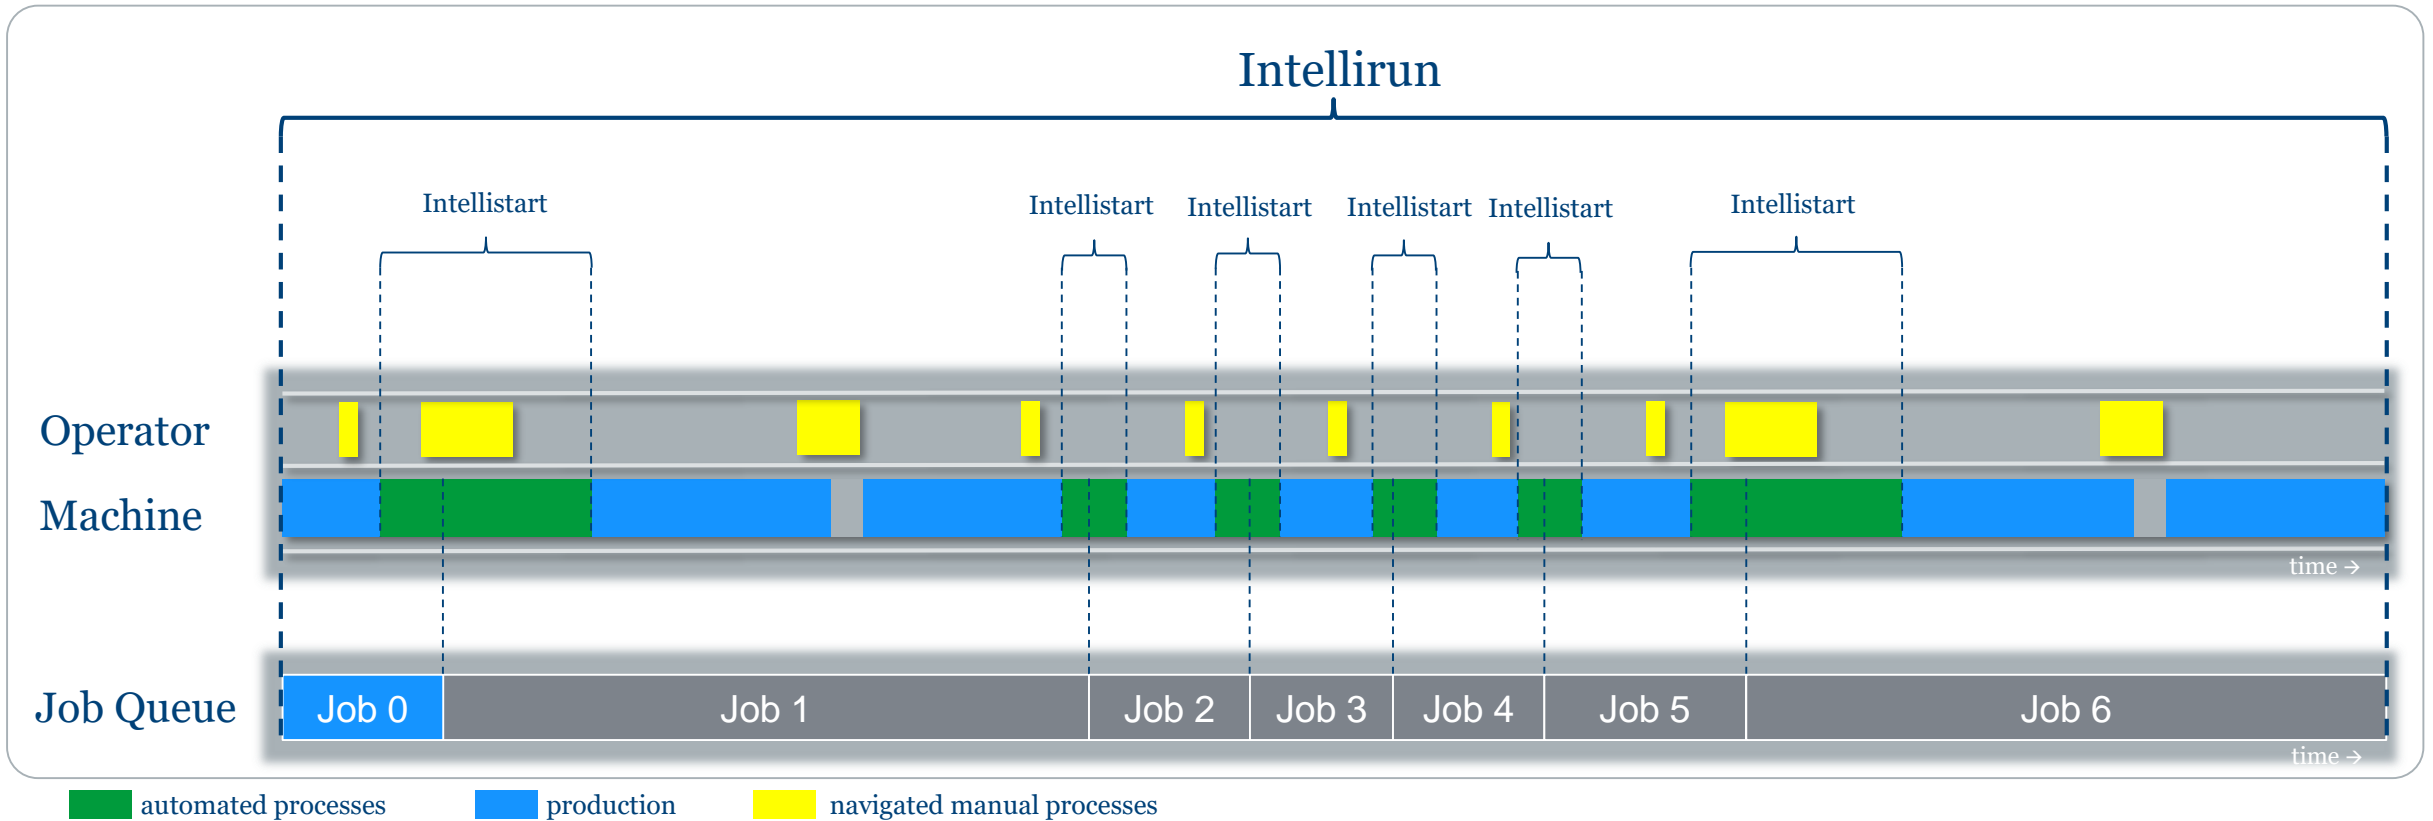 Intellirun
Intellistart
Intellistart
Intellistart
Intellistart
Intellistart
Intellistart
Operator
Machine
time →
Job Queue
Job 0
Job 1
Job 2
Job 3
Job 4
Job 5
Job 6
time →
automated processes
production
navigated manual processes